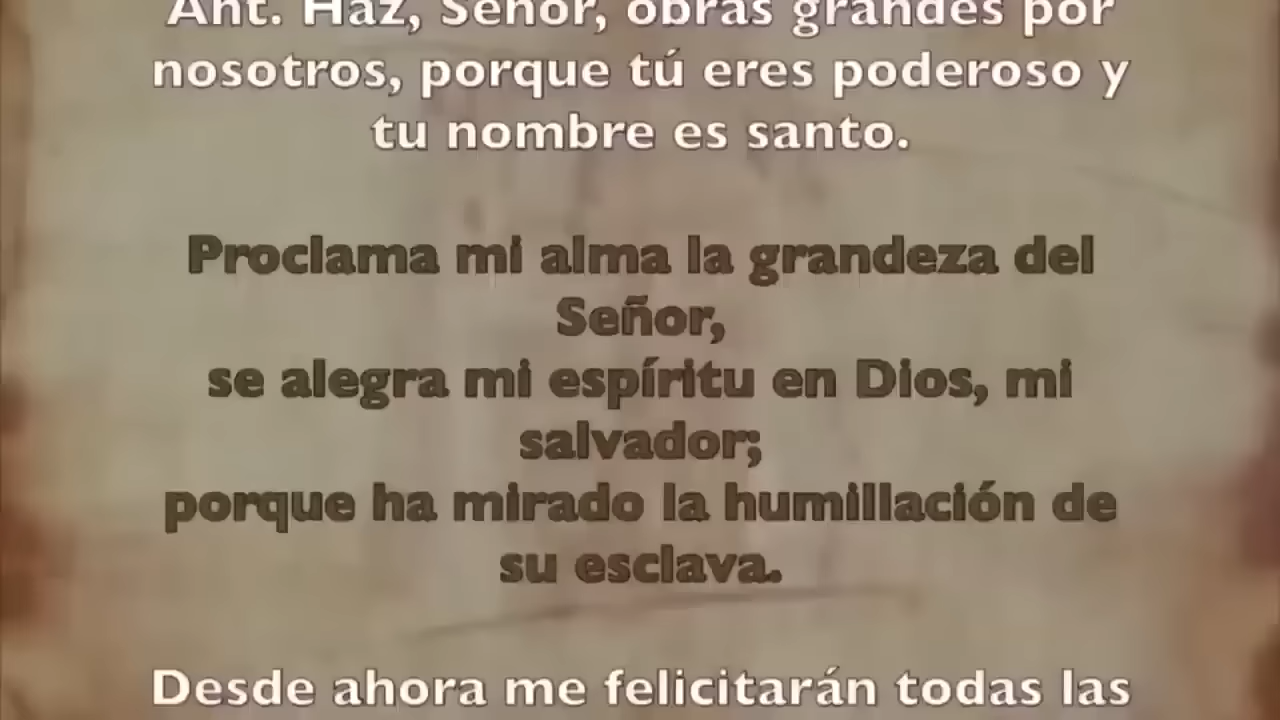 Ant. Haz, Señor, obras grandes por
nosotros, porque tú eres poderoso y
tu nombre es santo.
Proclama mi alma la grandeza del
Señor,
se alegra mi espíritu en Dios, mi
salvador;
porque ha mirado la humillación de
su esclava.
Desde ahora me felicitarán todas las